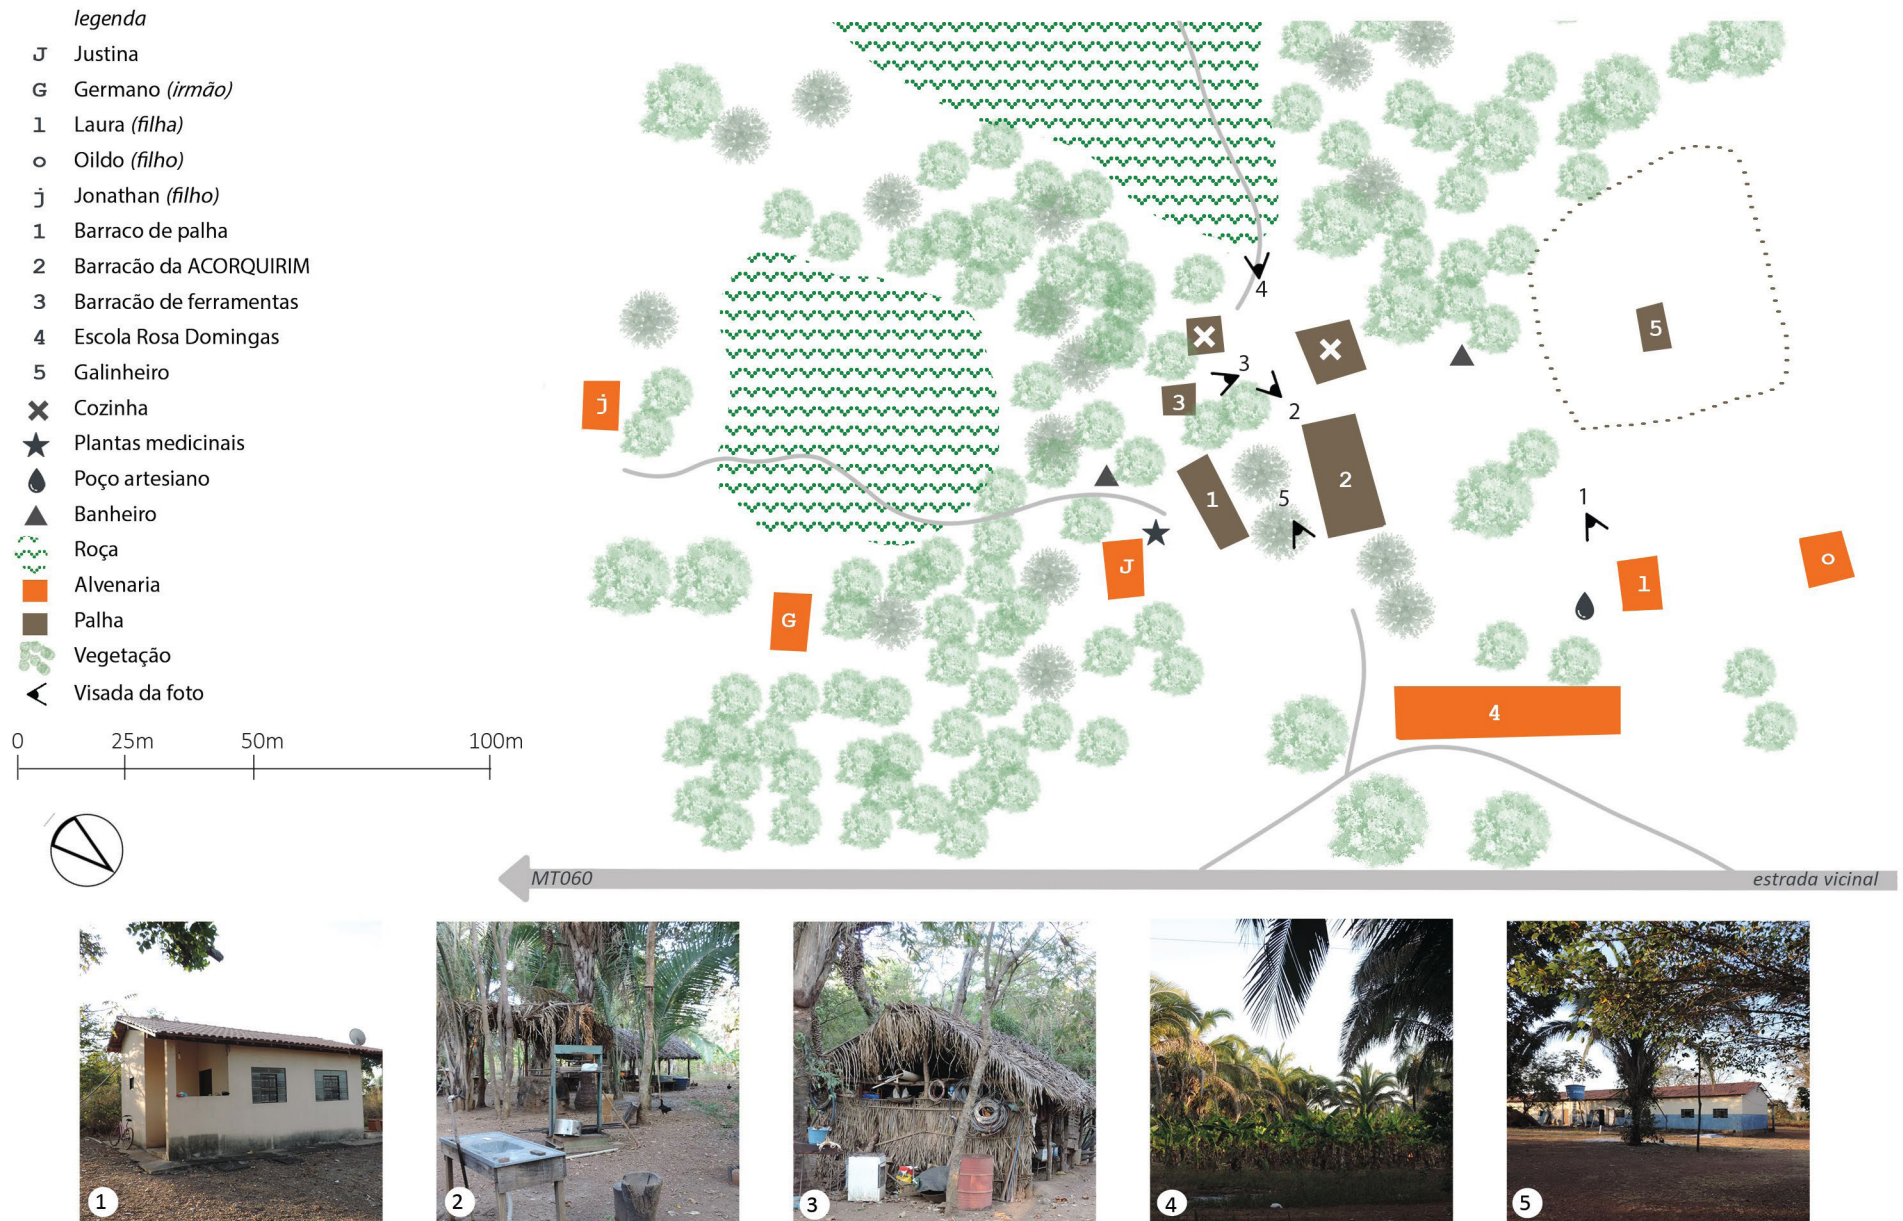 legenda
J Justina
G Germano (irmão)
l Laura (filha)
o Oildo (filho)
j Jonathan (filho)
1 Barraco de palha
2 Barracão da ACORQUIRIM
3 Barracão de ferramentas
4 Escola Rosa Domingas
5 Galinheiro
Cozinha
Plantas medicinais
Poço artesiano
Banheiro
Roça
Alvenaria
Palha
Vegetação
Visada da foto
0 25m 50m 100m
4
5
3
j
3
2
2
1
5
1
J
l
o
G
4
MT060
estrada vicinal
1
2
3
4
5